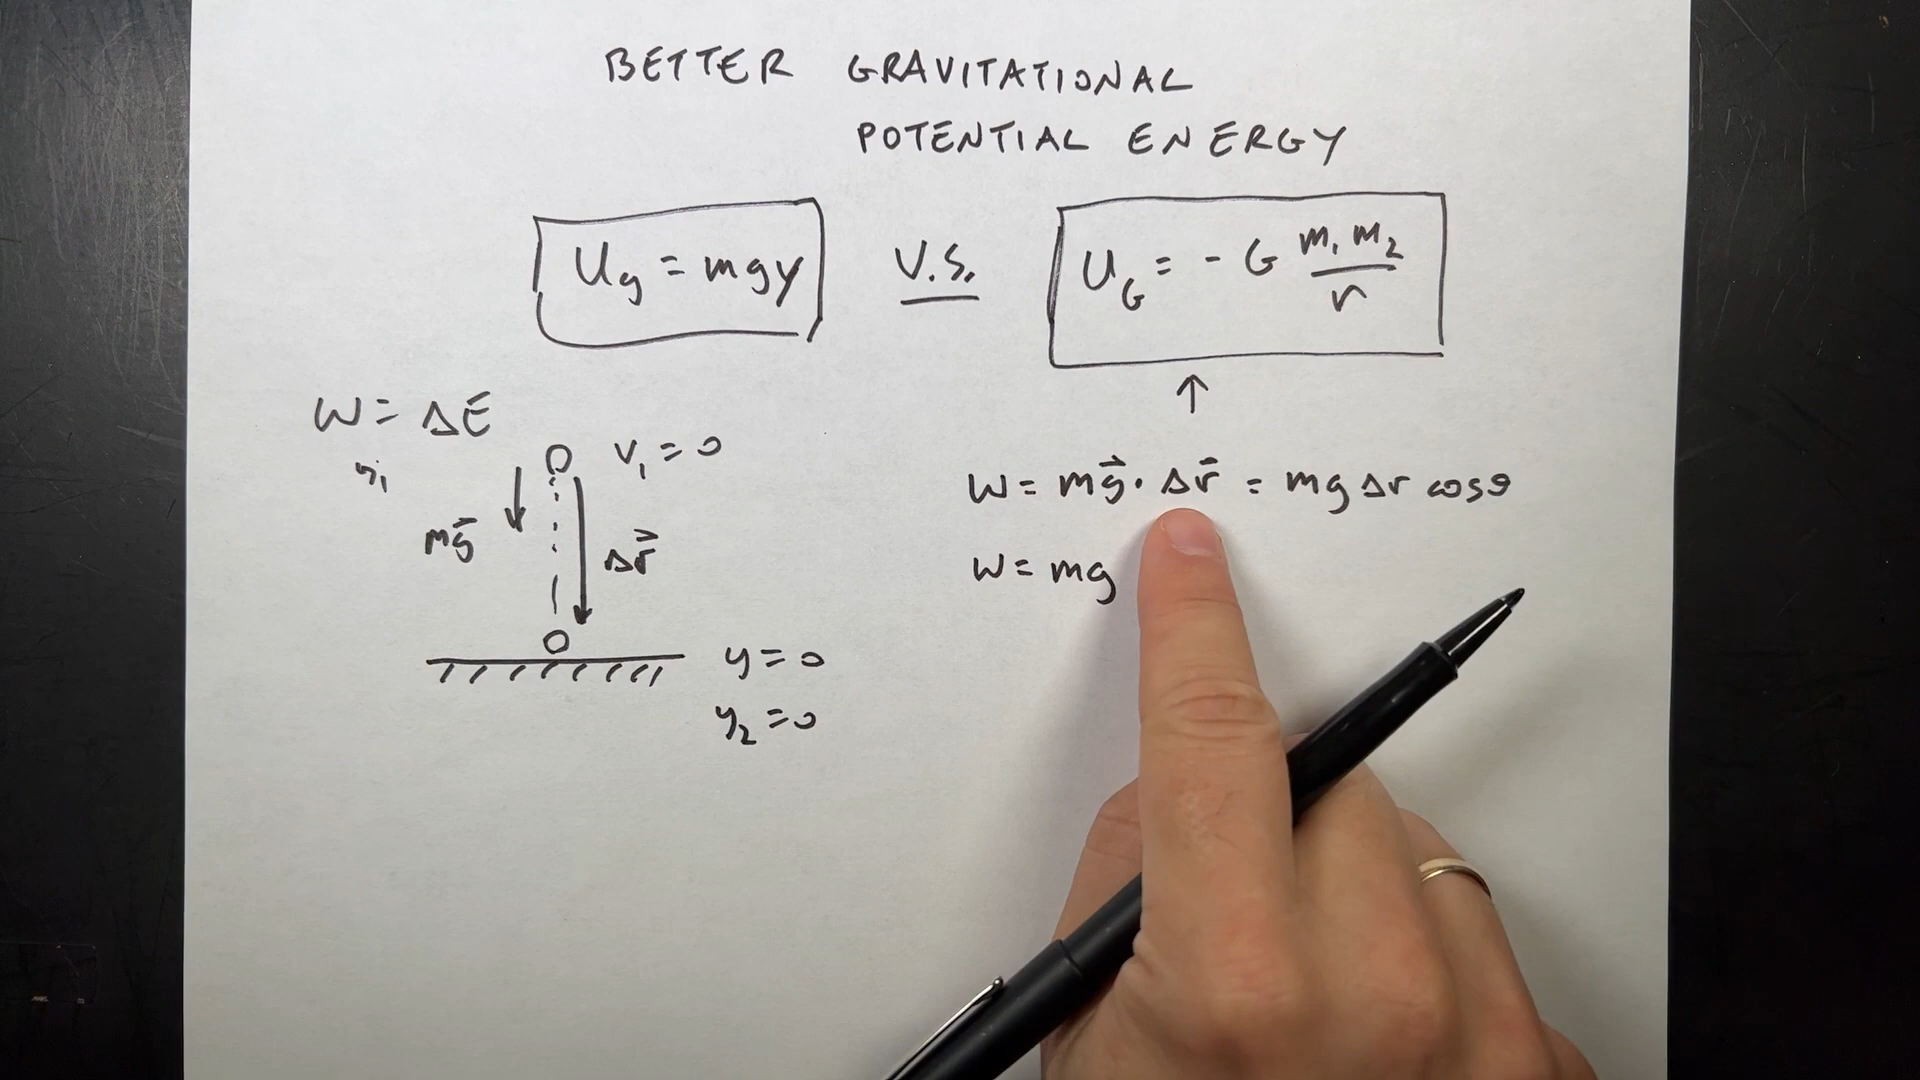 BETTER GRAVITATIONAL
POTENTIAL ENERGY
Ug = mgy
V.S.
UG = - G m1 m2 / r
W = ΔE
y1
v1 = 0
mg⃗
Δr⃗
y = 0
y2 = 0
↑
W = mg⃗ · Δr⃗ = mg Δr cosθ
W = mg